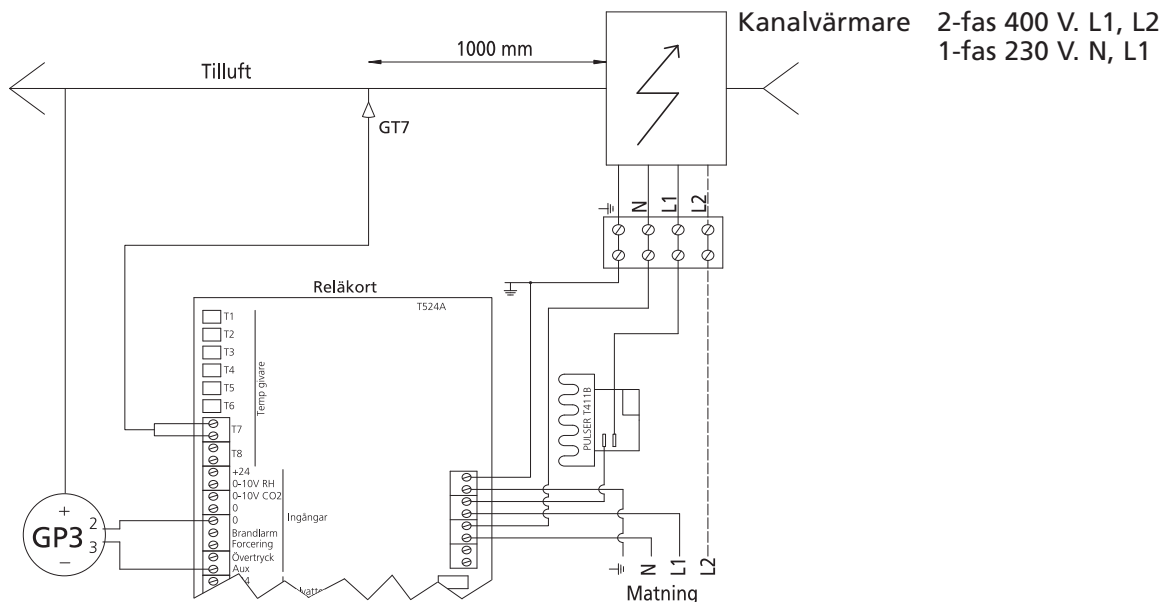 Kanalvärmare 2-fas 400 V. L1, L2
1-fas 230 V. N, L1
1000 mm
Tilluft
GT7
N
L1
L2
Reläkort
T524A
T1
T2
T3
T4
T5
T6
T7
T8
Temp givare
+24
0-10V RH
0-10V CO2
0
0
Brandlarm
Forcering
Övertryck
Aux
Ingångar
PULSER T411B
+
GP3
2
3
−
N
L1
L2
Matning